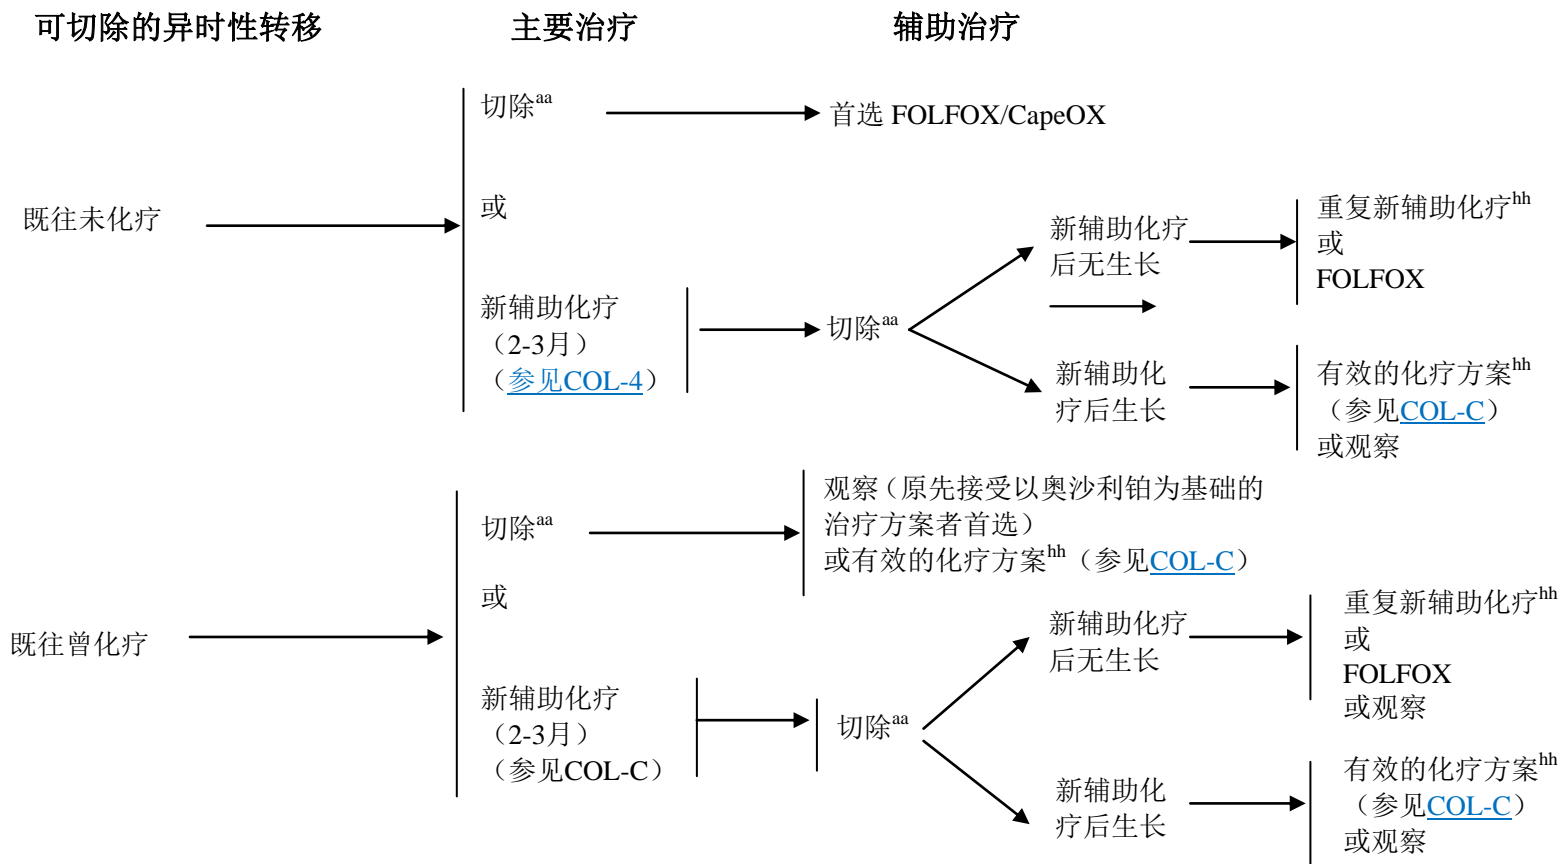 可切除的异时性转移
主要治疗
辅助治疗
切除aa
首选 FOLFOX/CapeOX
既往未化疗
或
新辅助化疗
（2-3月）
（参见COL-4）
切除aa
新辅助化疗
后无生长
重复新辅助化疗hh
或
FOLFOX
新辅助化
疗后生长
有效的化疗方案hh
（参见COL-C）
或观察
既往曾化疗
切除aa
观察（原先接受以奥沙利铂为基础的
治疗方案者首选）
或有效的化疗方案hh（参见COL-C）
或
新辅助化疗
（2-3月）
（参见COL-C）
切除aa
新辅助化疗
后无生长
重复新辅助化疗hh
或
FOLFOX
或观察
新辅助化
疗后生长
有效的化疗方案hh
（参见COL-C）
或观察